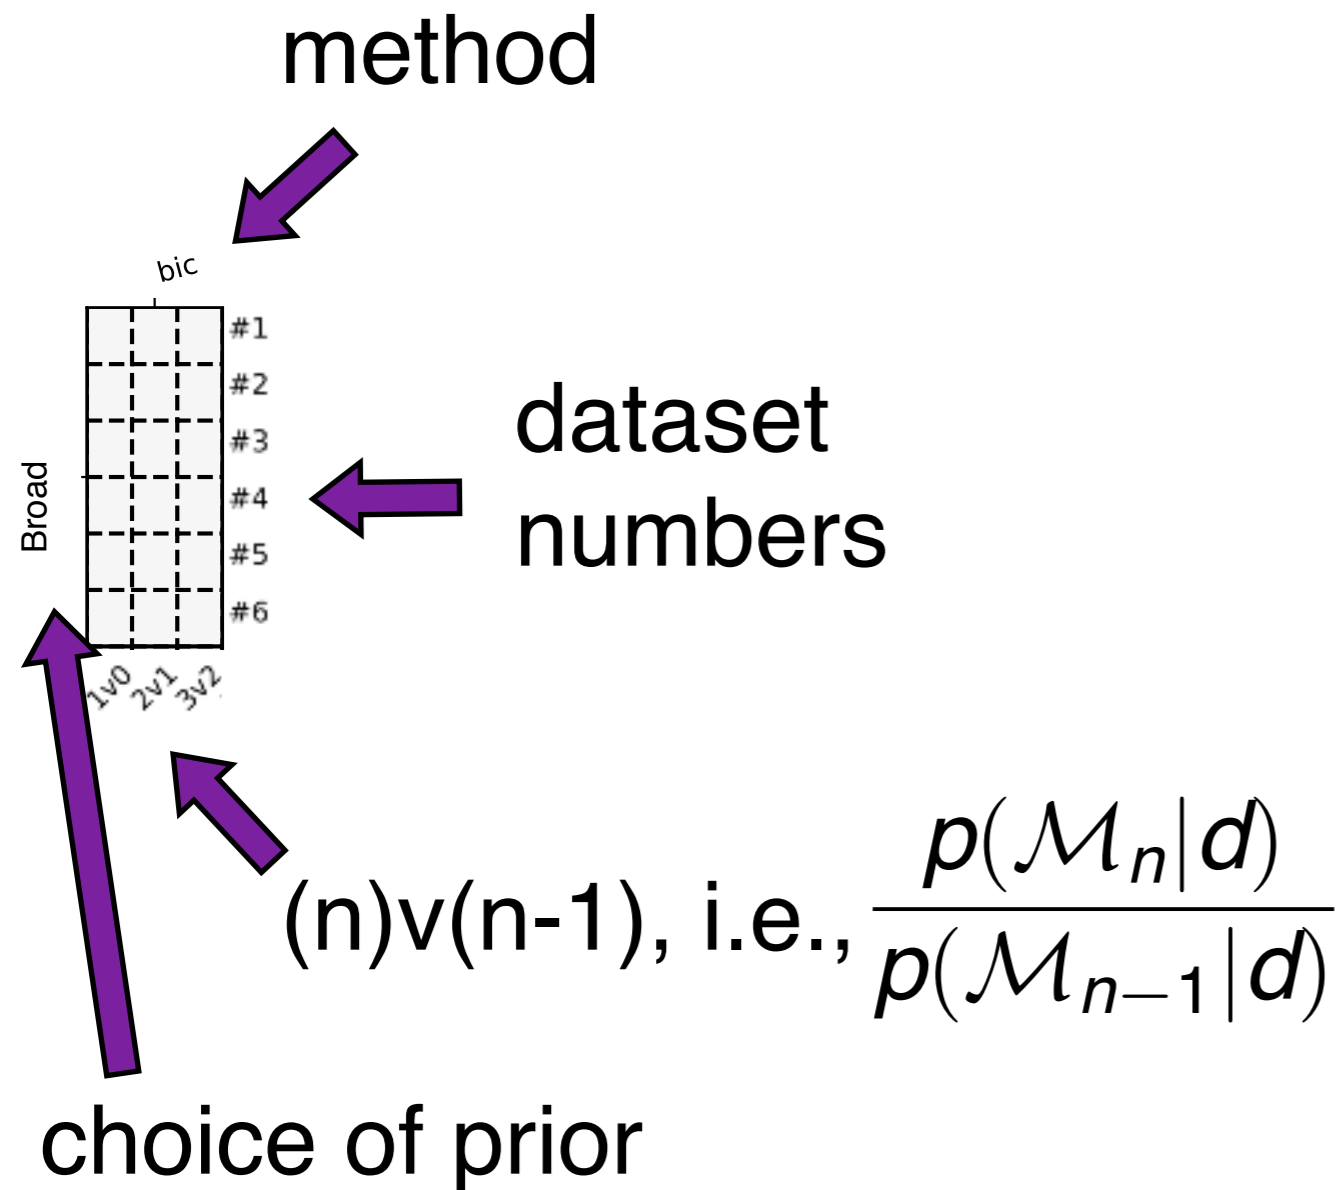 method
bic
#1
#2
#3
#4
#5
#6
dataset
numbers
Broad
1v0
2v1
3v2
(n)v(n-1), i.e., p(ℳₙ|d) / p(ℳₙ₋₁|d)
choice of prior